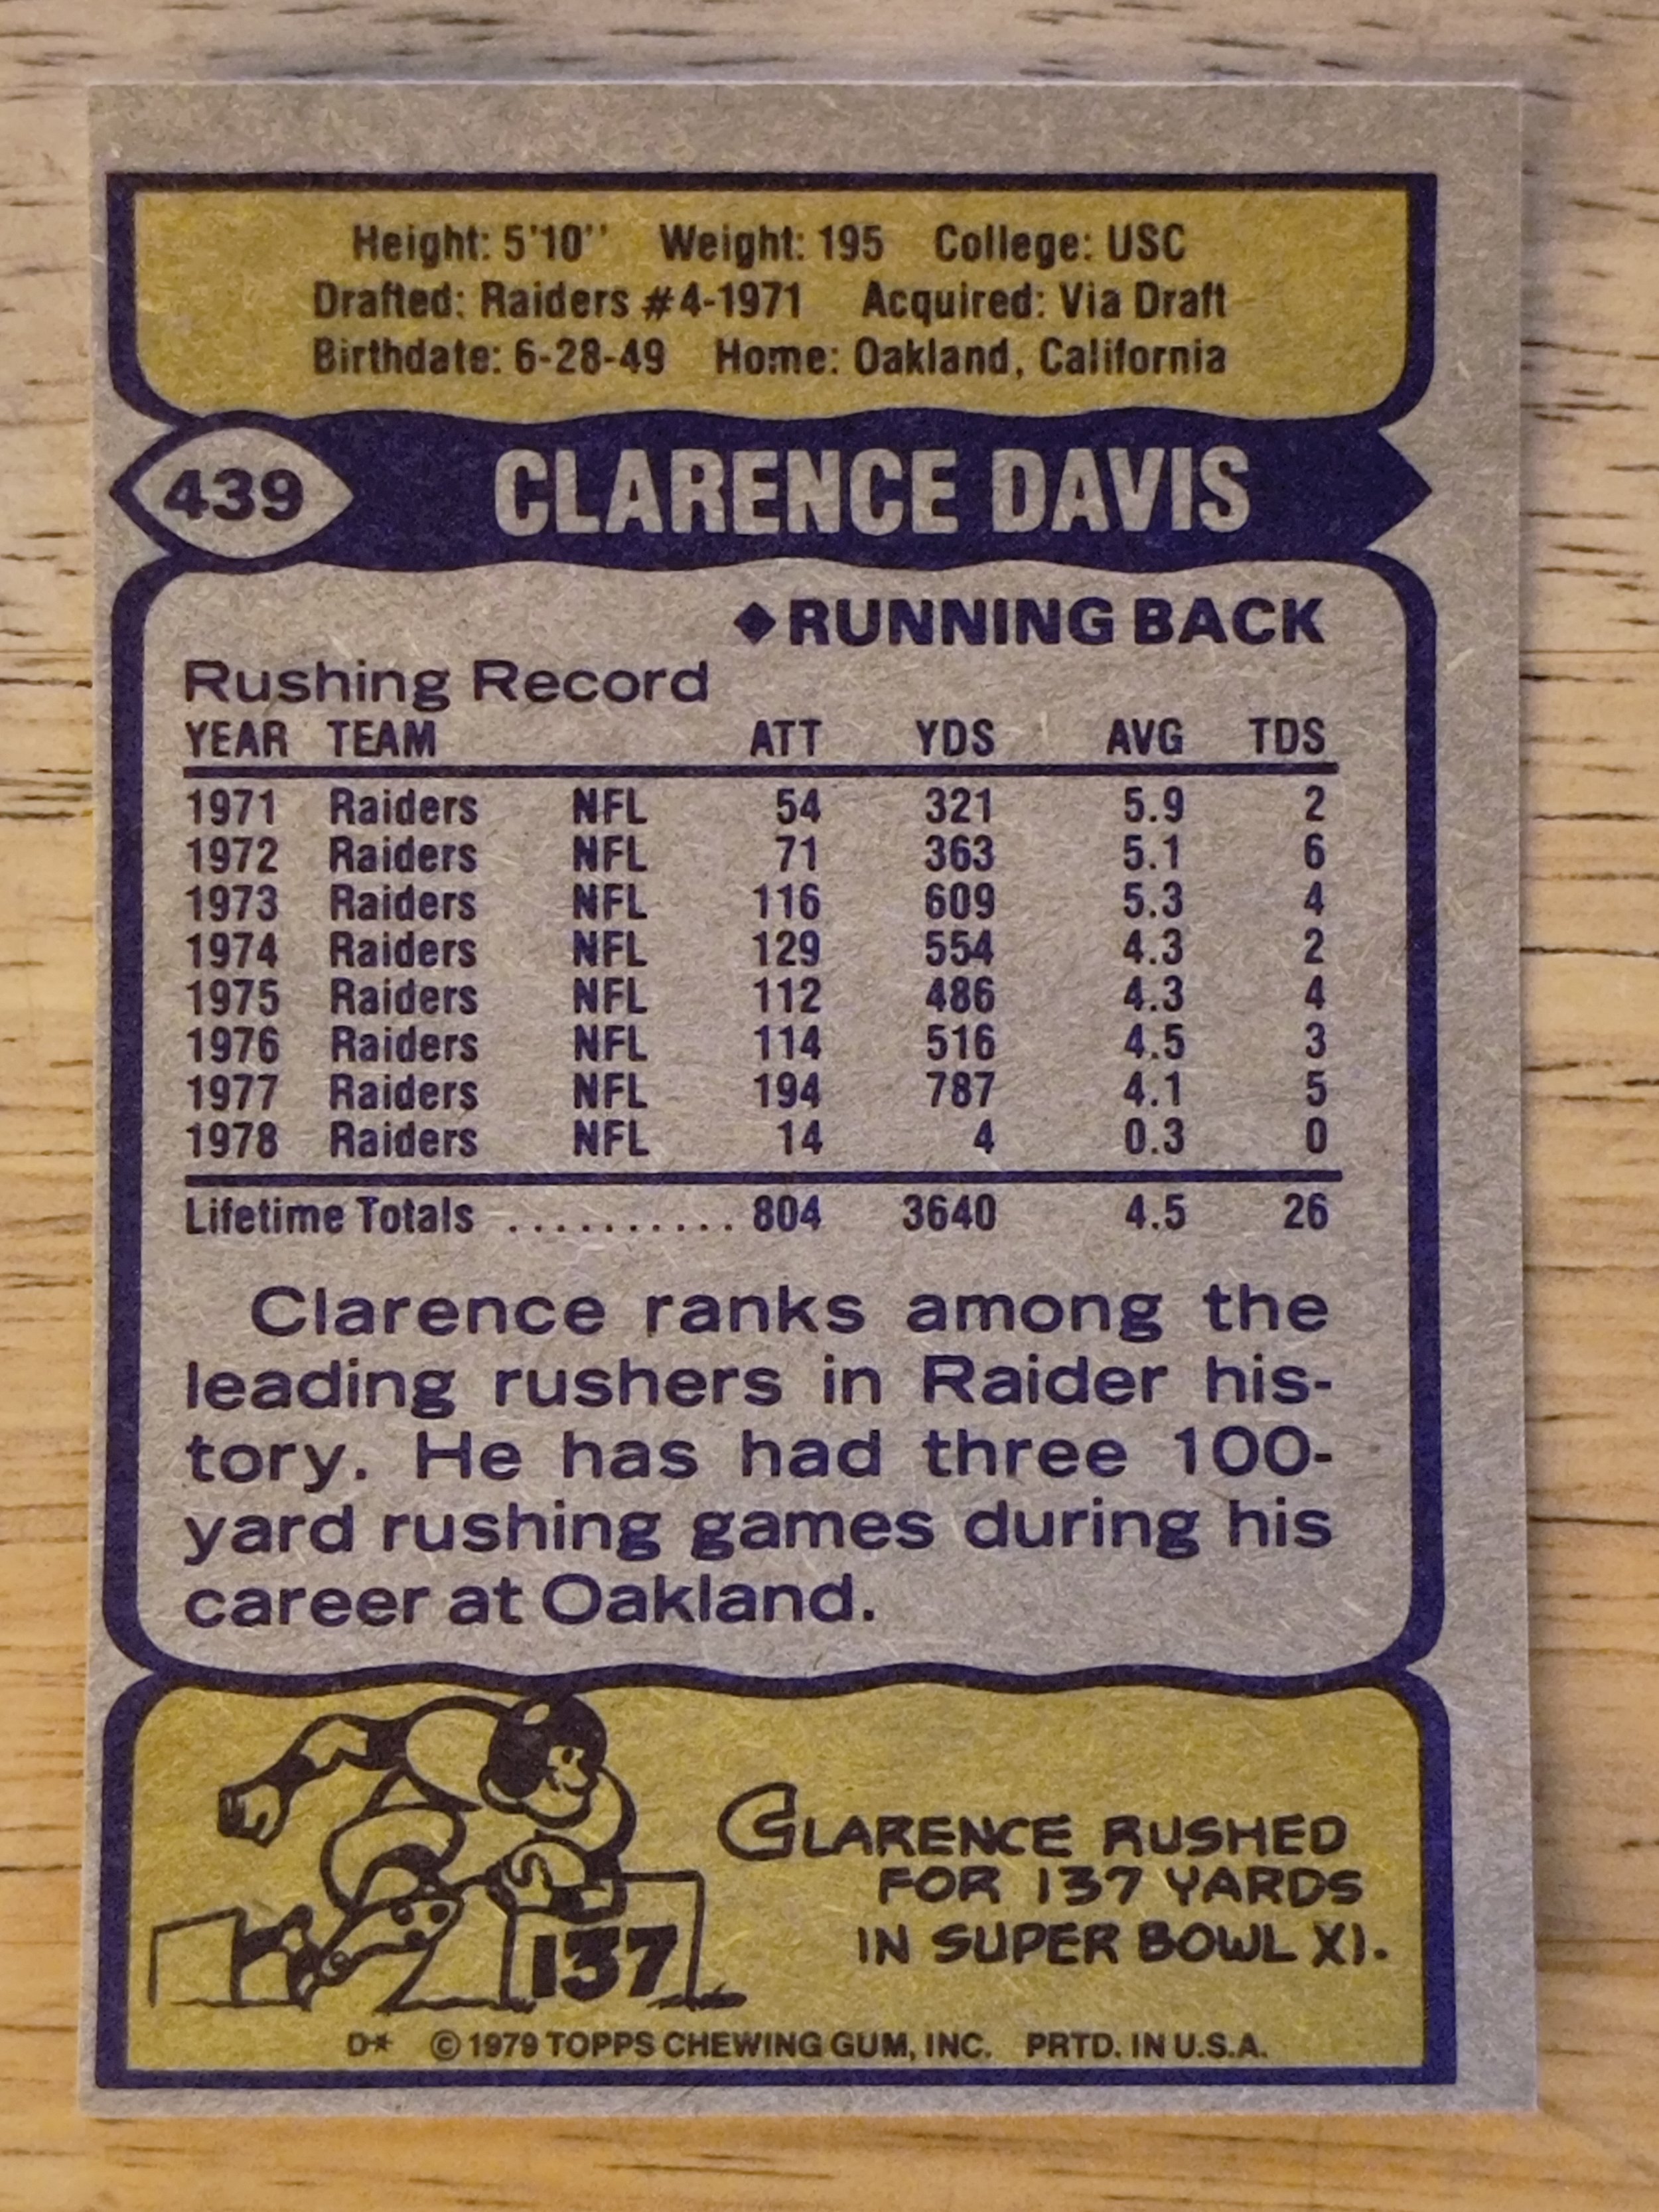 Height: 5'10'' Weight: 195 College: USC
Drafted: Raiders #4-1971 Acquired: Via Draft
Birthdate: 6-28-49 Home: Oakland, California
439 CLARENCE DAVIS
◆RUNNING BACK
Rushing Record
YEAR TEAM ATT YDS AVG TDS
1971 Raiders NFL 54 321 5.9 2
1972 Raiders NFL 71 363 5.1 6
1973 Raiders NFL 116 609 5.3 4
1974 Raiders NFL 129 554 4.3 2
1975 Raiders NFL 112 486 4.3 4
1976 Raiders NFL 114 516 4.5 3
1977 Raiders NFL 194 787 4.1 5
1978 Raiders NFL 14 4 0.3 0
Lifetime Totals .......... 804 3640 4.5 26
Clarence ranks among the
leading rushers in Raider his-
tory. He has had three 100-
yard rushing games during his
career at Oakland.
CLARENCE RUSHED
FOR 137 YARDS
IN SUPER BOWL XI.
137
D* © 1979 TOPPS CHEWING GUM, INC. PRTD. IN U.S.A.